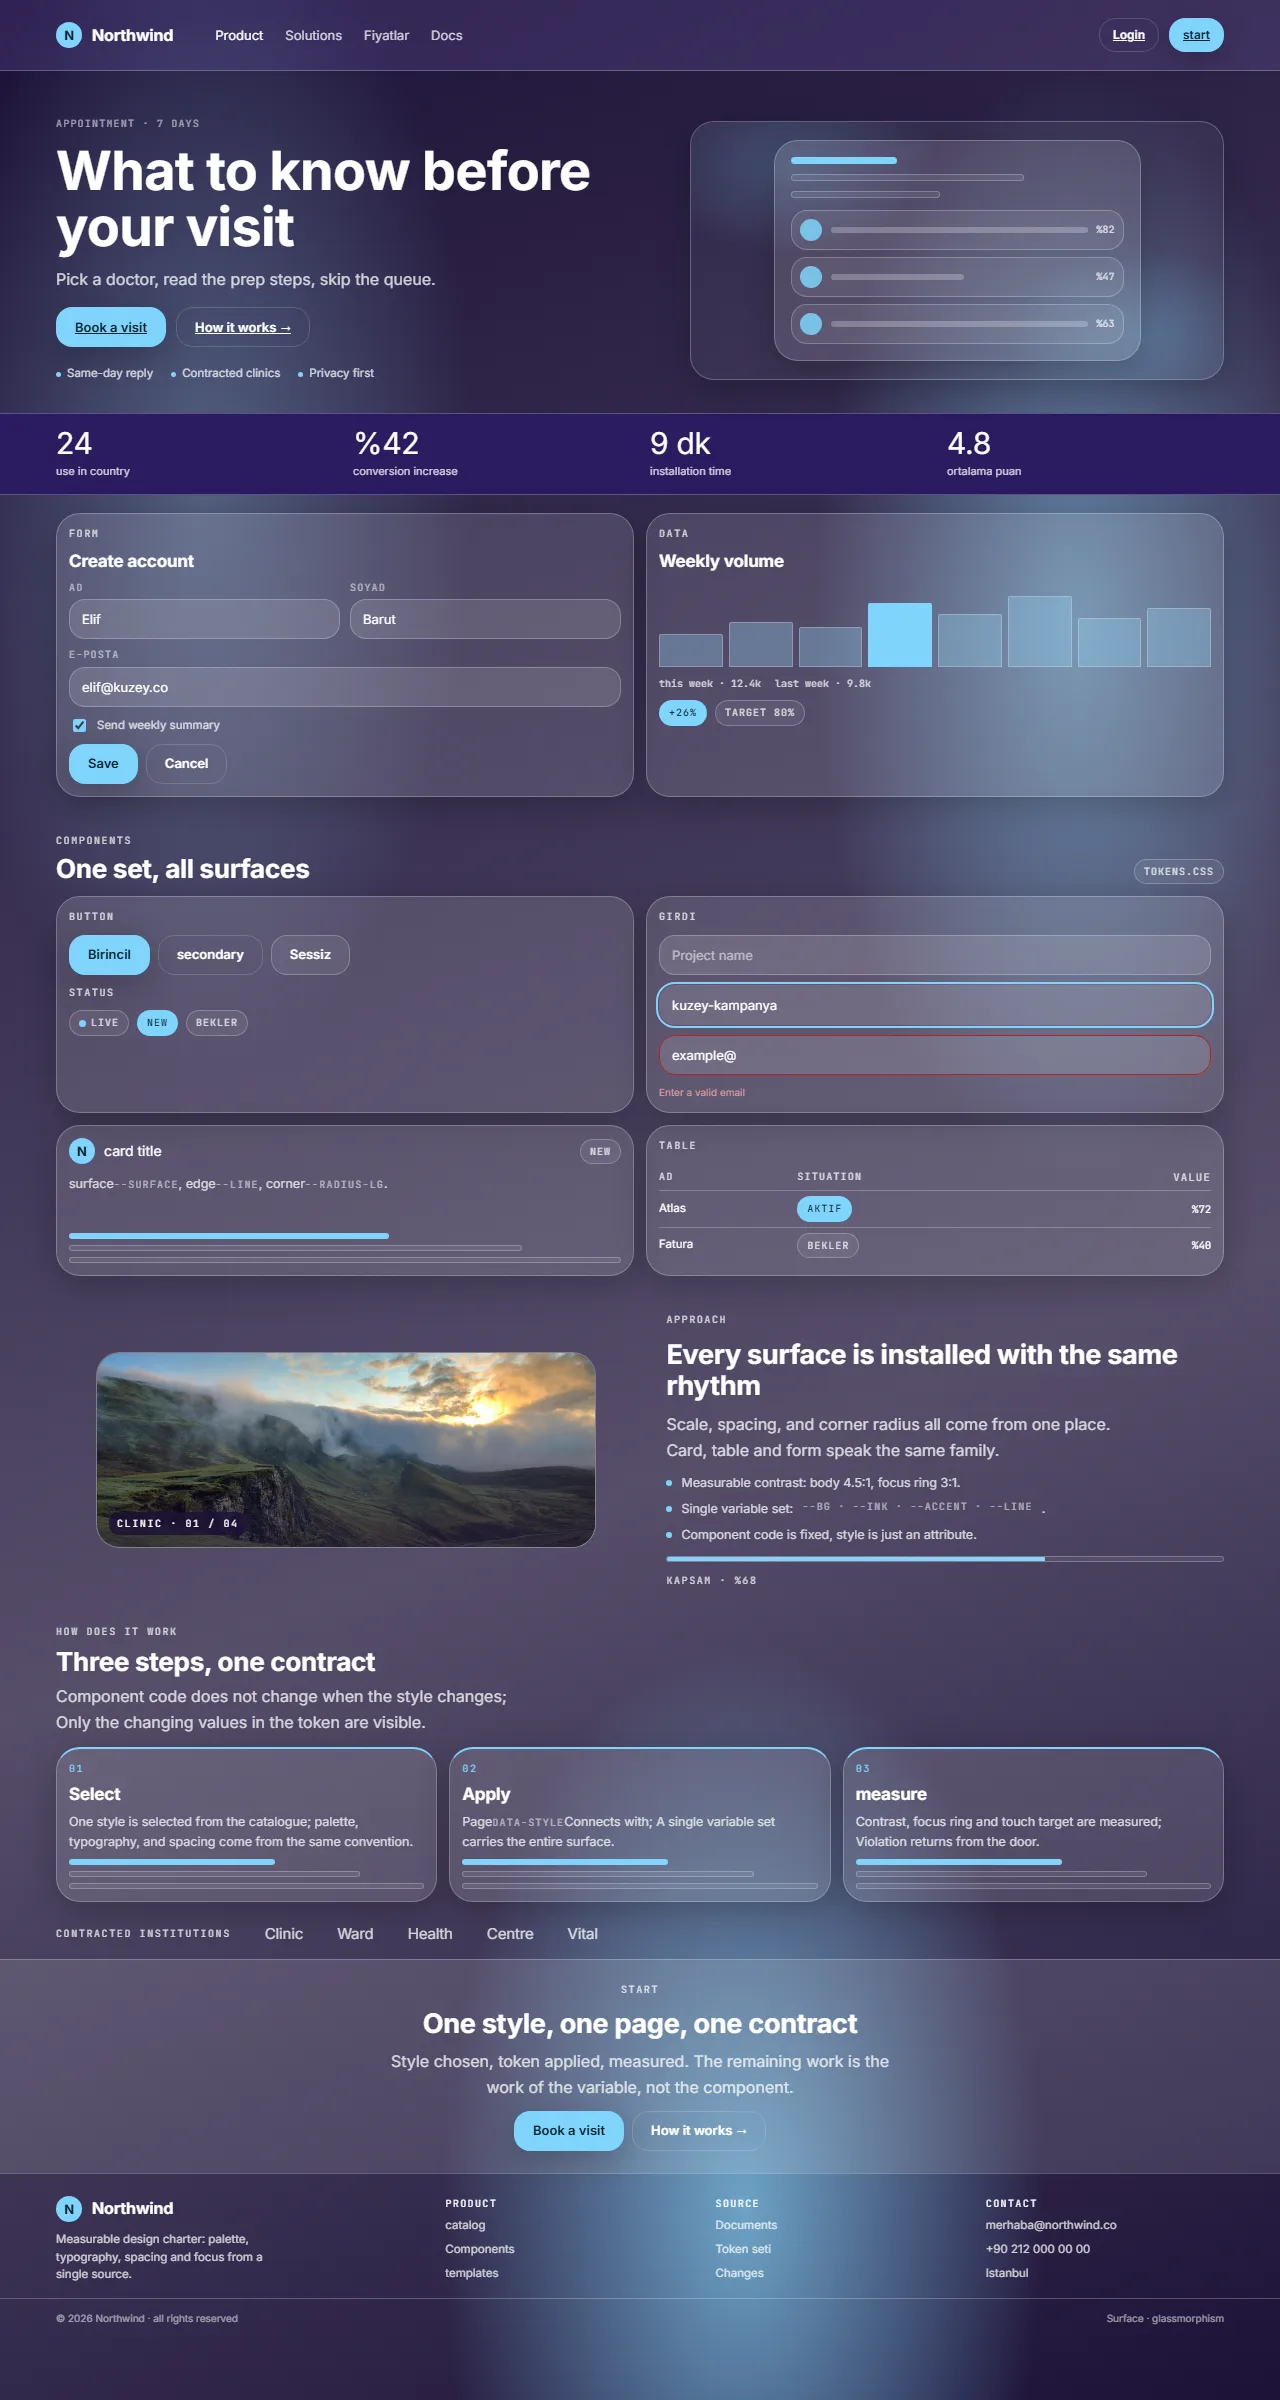 N Northwind Product Solutions Fiyatlar Docs Login start
APPOINTMENT · 7 DAYS
What to know before
your visit
Pick a doctor, read the prep steps, skip the queue.
Book a visit How it works →
Same-day reply Contracted clinics Privacy first
%82
%47
%63
24 %42 9 dk 4.8
use in country conversion increase installation time ortalama puan
FORM
Create account
AD SOYAD
Elif Barut
E-POSTA
elif@kuzey.co
Send weekly summary
Save Cancel
DATA
Weekly volume
this week · 12.4k last week · 9.8k
+26% TARGET 80%
COMPONENTS
One set, all surfaces
TOKENS.CSS
BUTTON
Birincil secondary Sessiz
STATUS
LIVE NEW BEKLER
GIRDI
Project name
kuzey-kampanya
example@
Enter a valid email
N card title NEW
surface--SURFACE, edge--LINE, corner--RADIUS-LG.
TABLE
AD SITUATION VALUE
Atlas AKTIF %72
Fatura BEKLER %40
CLINIC · 01 / 04
APPROACH
Every surface is installed with the same
rhythm
Scale, spacing, and corner radius all come from one place.
Card, table and form speak the same family.
Measurable contrast: body 4.5:1, focus ring 3:1.
Single variable set: --BG · --INK · --ACCENT · --LINE .
Component code is fixed, style is just an attribute.
KAPSAM · %68
HOW DOES IT WORK
Three steps, one contract
Component code does not change when the style changes;
Only the changing values in the token are visible.
01
Select
One style is selected from the catalogue; palette,
typography, and spacing come from the same convention.
02
Apply
PageDATA-STYLEConnects with; A single variable set
carries the entire surface.
03
measure
Contrast, focus ring and touch target are measured;
Violation returns from the door.
CONTRACTED INSTITUTIONS Clinic Ward Health Centre Vital
START
One style, one page, one contract
Style chosen, token applied, measured. The remaining work is the
work of the variable, not the component.
Book a visit How it works →
N Northwind
Measurable design charter: palette,
typography, spacing and focus from a
single source.
PRODUCT
catalog
Components
templates
SOURCE
Documents
Token seti
Changes
CONTACT
merhaba@northwind.co
+90 212 000 00 00
Istanbul
© 2026 Northwind · all rights reserved Surface · glassmorphism